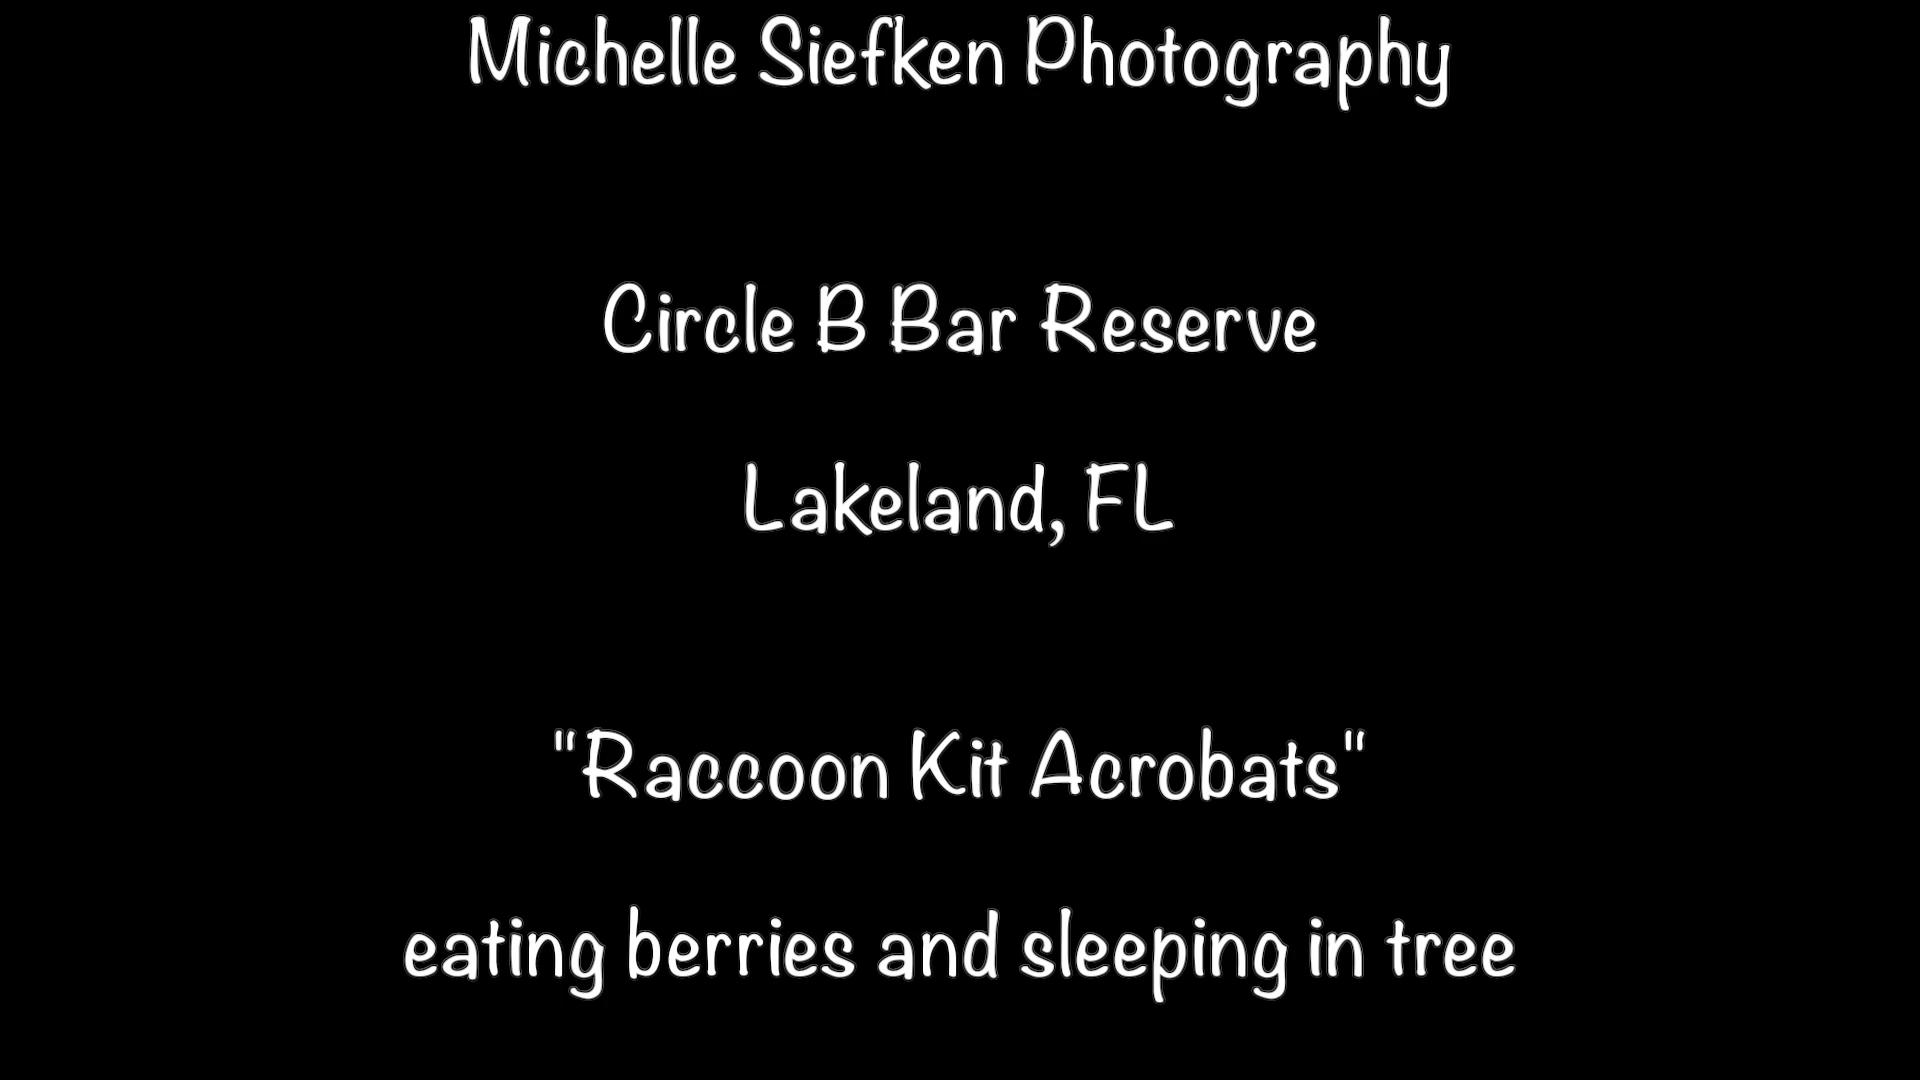 Michelle Siefken Photography
Circle B Bar Reserve
Lakeland, FL
"Raccoon Kit Acrobats"
eating berries and sleeping in tree